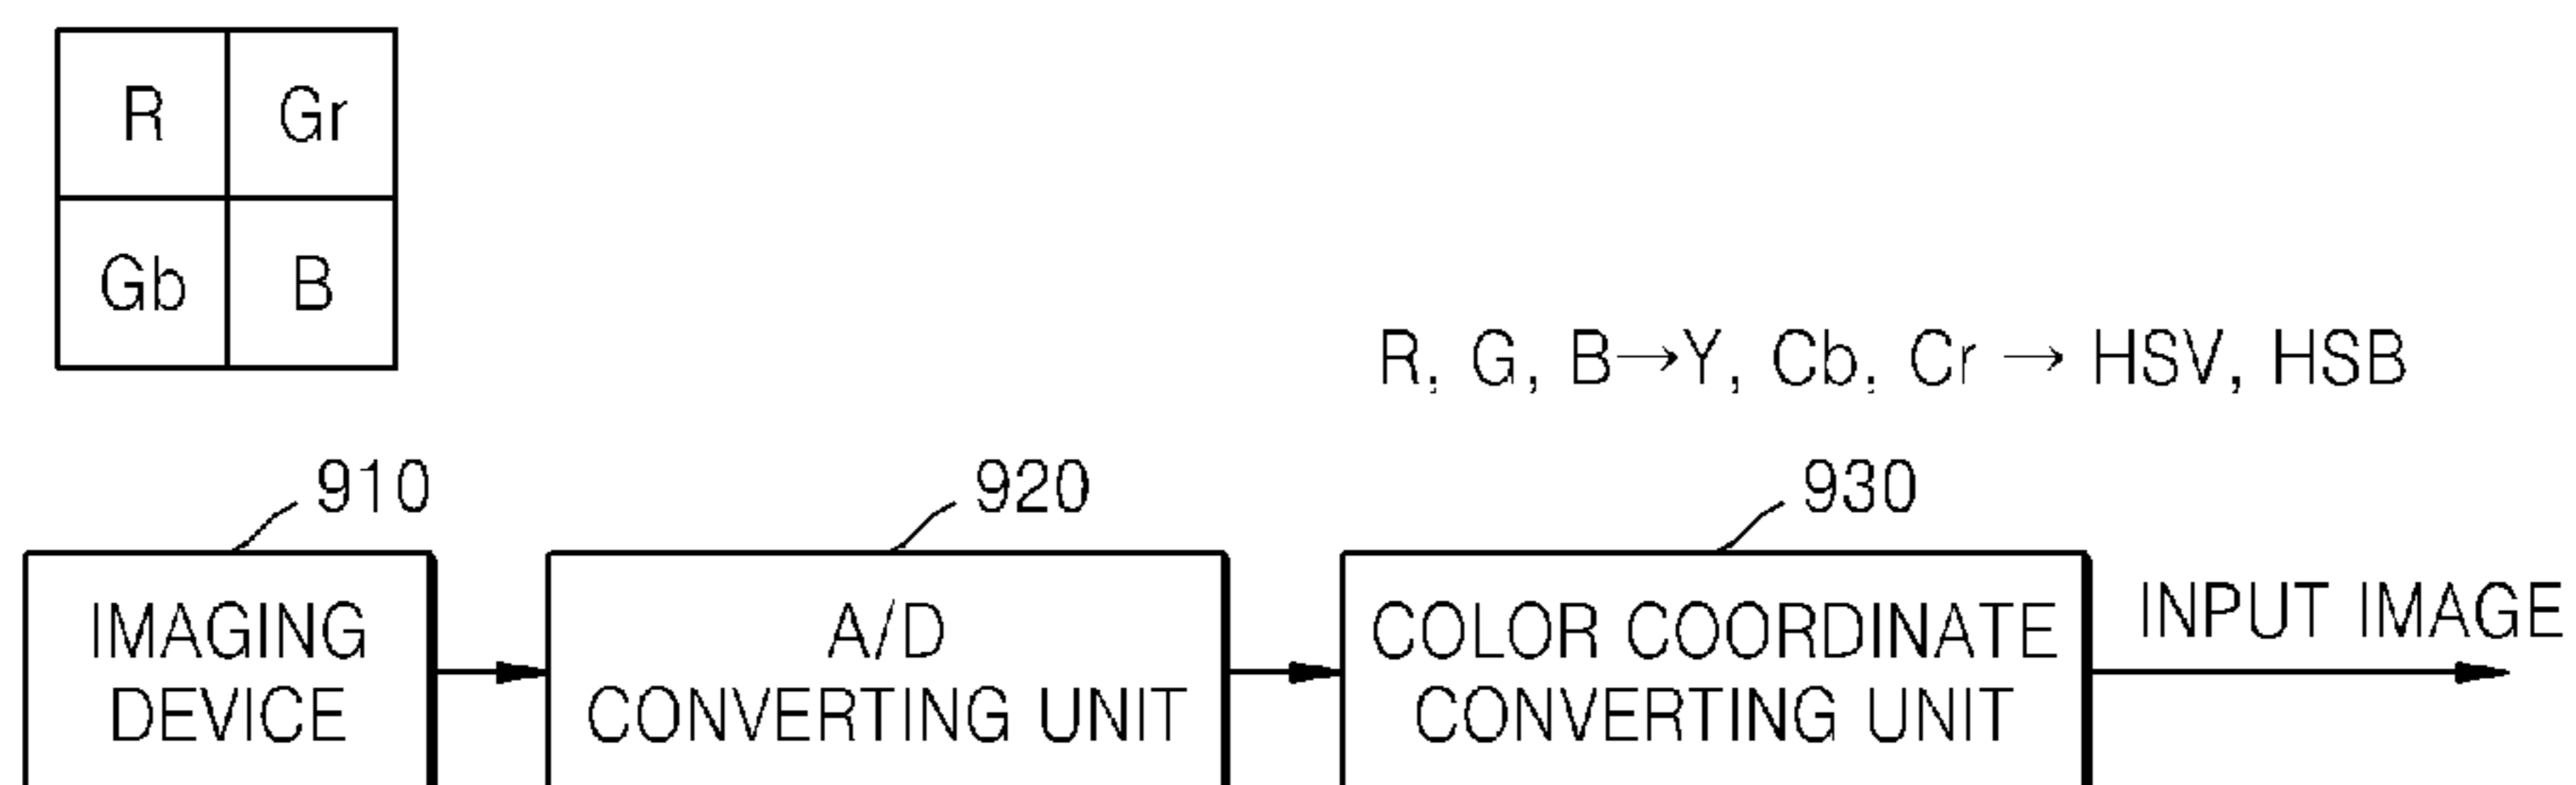 R Gr
Gb B
R, G, B→Y, Cb, Cr → HSV, HSB
910 920 930
IMAGING DEVICE
A/D CONVERTING UNIT
COLOR COORDINATE CONVERTING UNIT
INPUT IMAGE